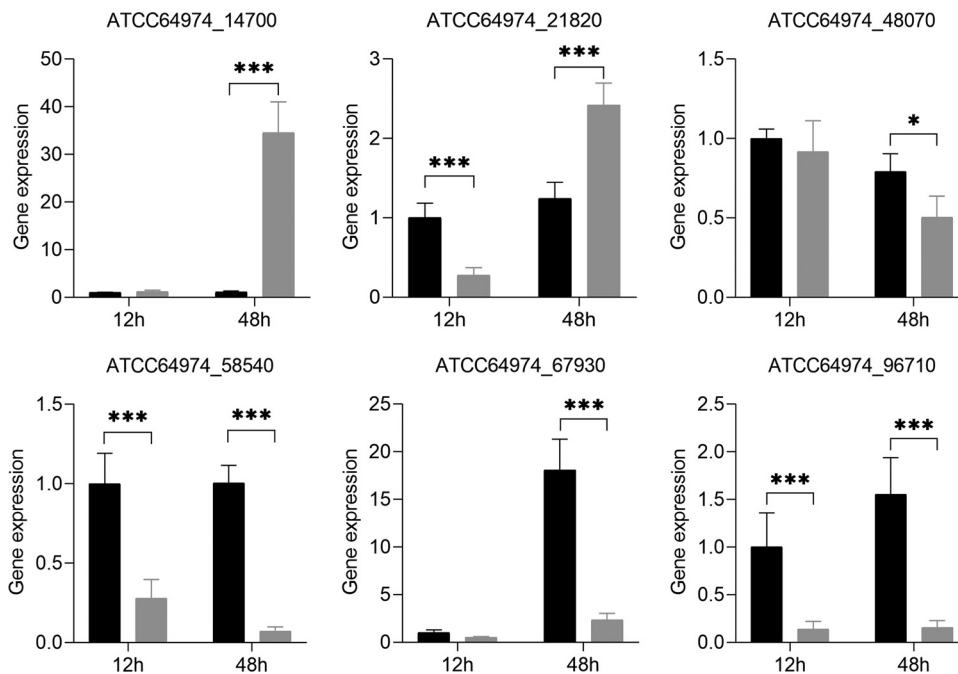 ATCC64974_14700
Gene expression
50
40
30
20
10
0
***
12h
48h
ATCC64974_21820
Gene expression
3
2
1
0
***
***
12h
48h
ATCC64974_48070
Gene expression
1.5
1.0
0.5
0.0
*
12h
48h
ATCC64974_58540
Gene expression
1.5
1.0
0.5
0.0
***
***
12h
48h
ATCC64974_67930
Gene expression
25
20
15
10
5
0
***
12h
48h
ATCC64974_96710
Gene expression
2.5
2.0
1.5
1.0
0.5
0.0
***
***
12h
48h